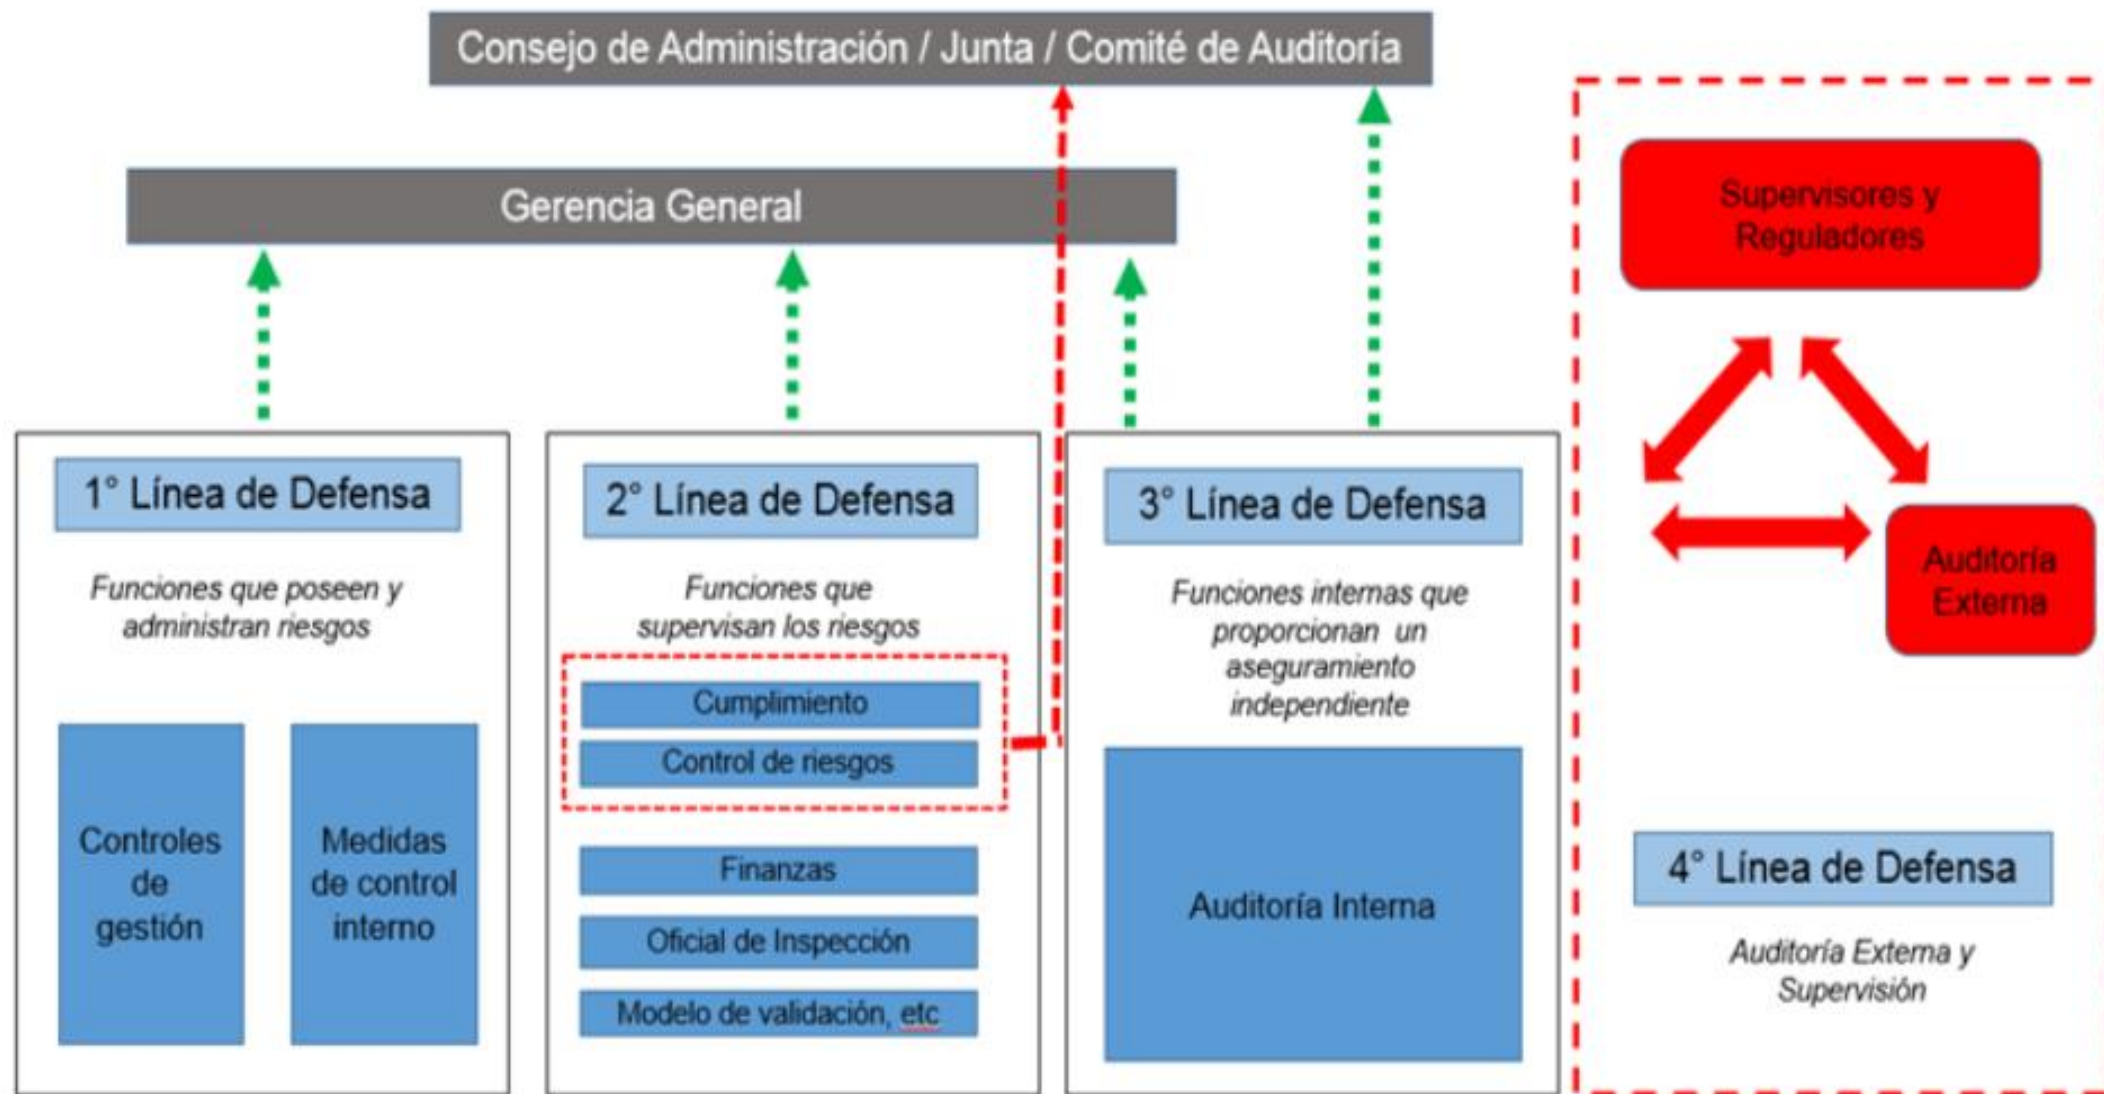 Consejo de Administración / Junta / Comité de Auditoría
Gerencia General
1° Línea de Defensa
Funciones que poseen y
administran riesgos
Controles
de
gestión
Medidas
de control
interno
2° Línea de Defensa
Funciones que
supervisan los riesgos
Cumplimiento
Control de riesgos
Finanzas
Oficial de Inspección
Modelo de validación, etc
3° Línea de Defensa
Funciones internas que
proporcionan un
aseguramiento
independiente
Auditoría Interna
Supervisores y
Reguladores
Auditoría
Externa
4° Línea de Defensa
Auditoría Externa y
Supervisión